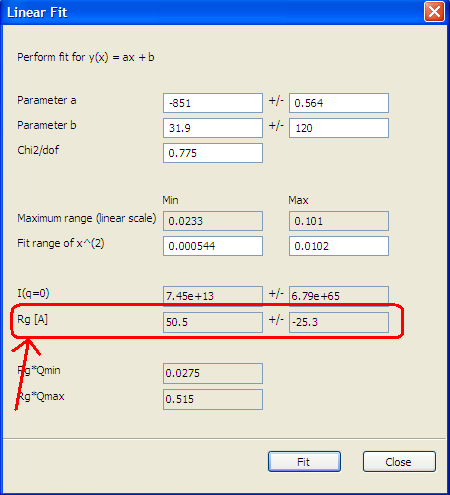 Linear Fit
Perform fit for y(x) = ax + b
Parameter a -851 +/- 0.564
Parameter b 31.9 +/- 120
Chi2/dof 0.775
Min Max
Maximum range (linear scale) 0.0233 0.101
Fit range of x^(2) 0.000544 0.0102
I(q=0) 7.45e+13 +/- 6.79e+65
Rg [A] 50.5 +/- -25.3
Rg*Qmin 0.0275
Rg*Qmax 0.515
Fit Close